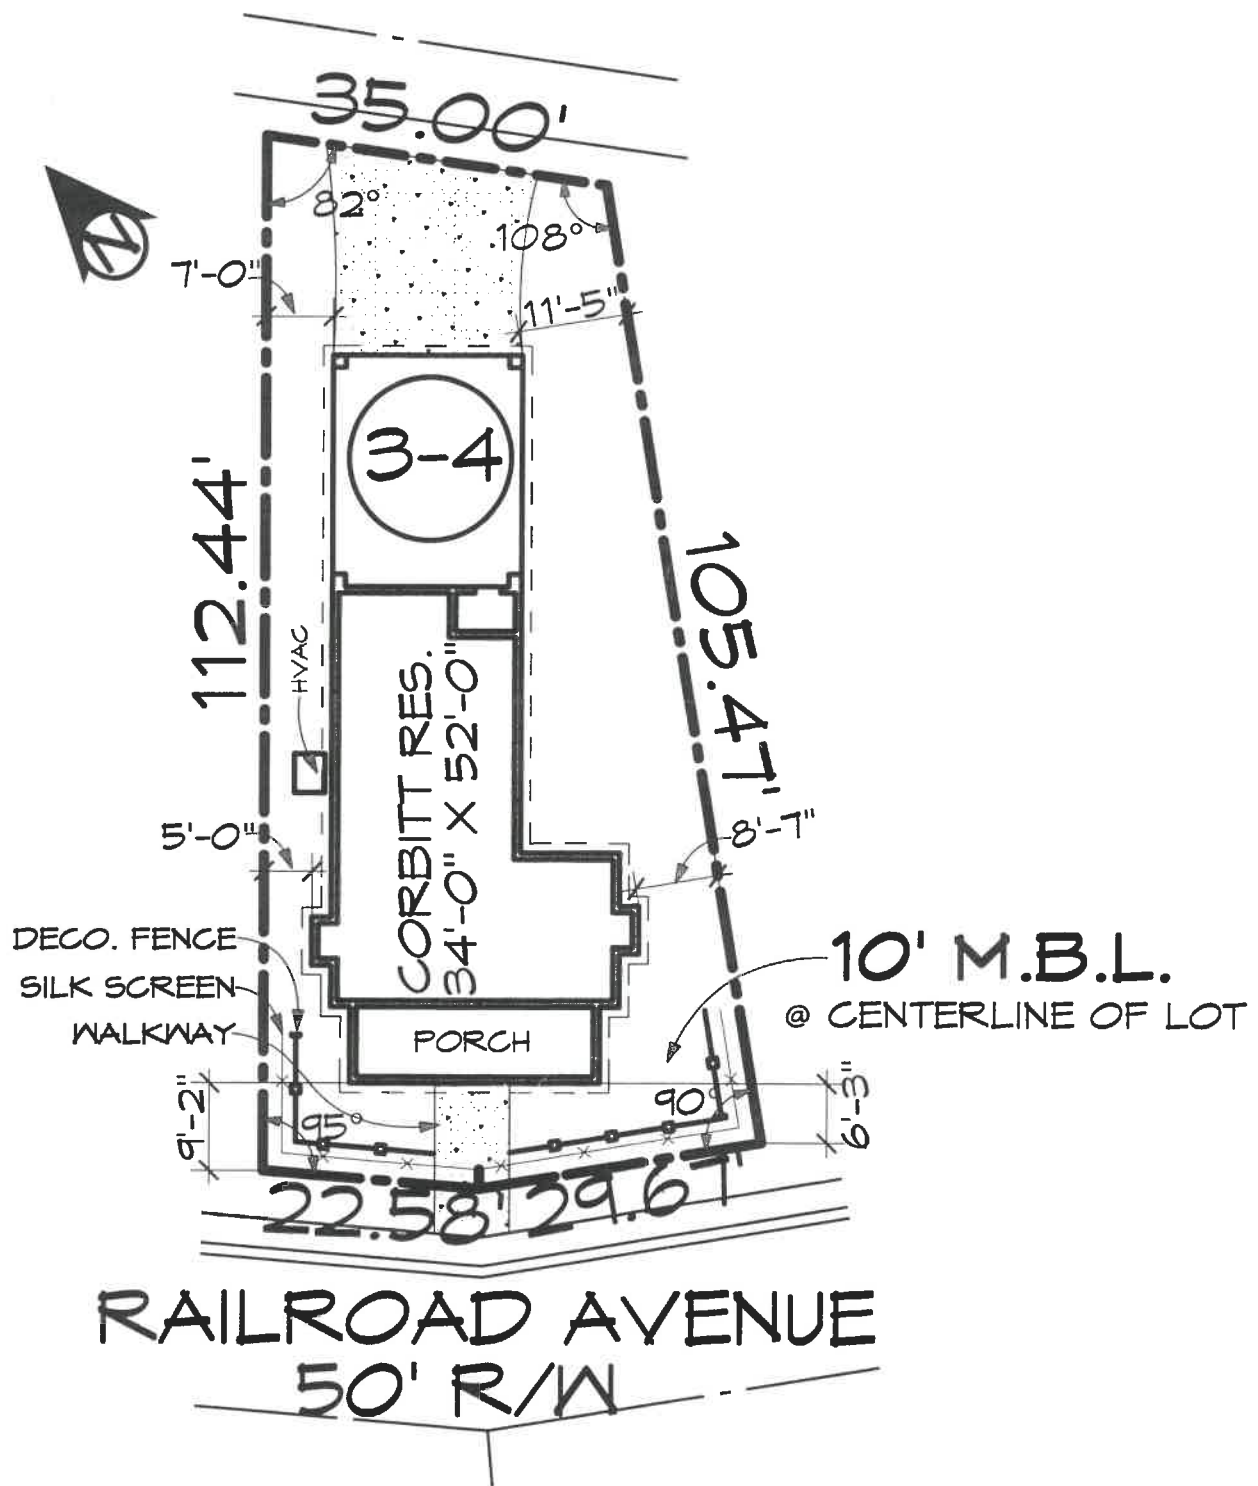 35.00'
82°
108°
N
7'-0"
11'-5"
3-4
112.44'
105.47'
HVAC
CORBITT RES.
34'-0" X 52'-0"
5'-0"
8'-7"
DECO. FENCE
SILK SCREEN
WALKWAY
PORCH
10' M.B.L.
@ CENTERLINE OF LOT
9'-2"
95°
90°
6'-3"
22.58'
29.67'
RAILROAD AVENUE
50' R/W